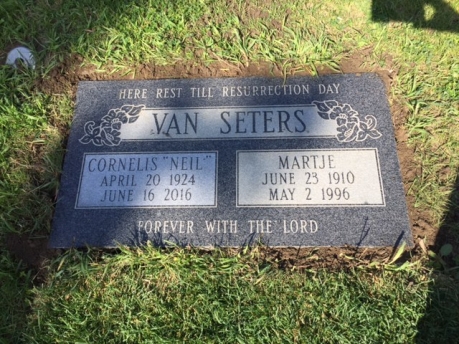 HERE REST TILL RESURRECTION DAY
VAN SETERS
CORNELIS "NEIL"
APRIL 20 1924
JUNE 16 2016
MARTJE
JUNE 23 1910
MAY 2 1996
FOREVER WITH THE LORD